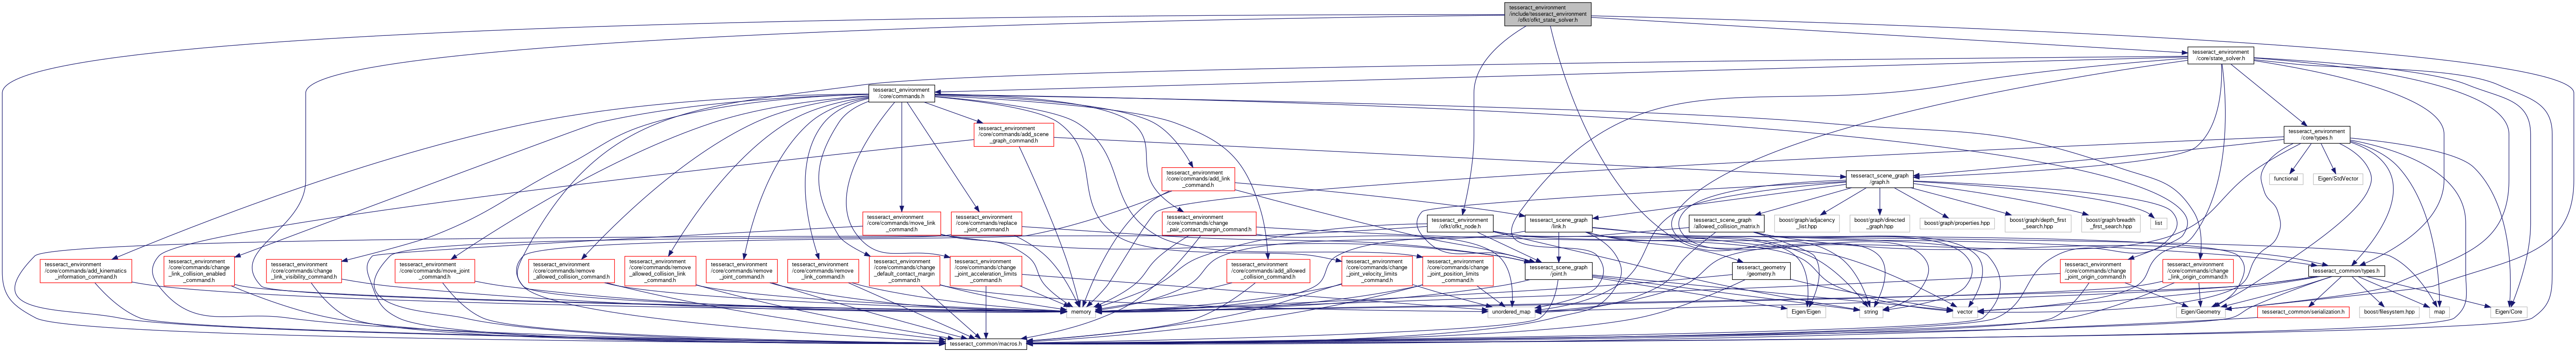 tesseract_environment
/include/tesseract_environment
/ofkt/ofkt_state_solver.h
tesseract_environment
/core/state_solver.h
tesseract_environment
/core/commands.h
tesseract_environment
/core/commands/add_scene
_graph_command.h
tesseract_environment
/core/types.h
tesseract_environment
/core/commands/add_link
_command.h
tesseract_scene_graph
/graph.h
functional
Eigen/StdVector
tesseract_environment
/core/commands/move_link
_command.h
tesseract_environment
/core/commands/replace
_joint_command.h
tesseract_environment
/core/commands/change
_pair_contact_margin_command.h
tesseract_environment
/ofkt/ofkt_node.h
tesseract_scene_graph
/link.h
tesseract_scene_graph
/allowed_collision_matrix.h
boost/graph/adjacency
_list.hpp
boost/graph/directed
_graph.hpp
boost/graph/properties.hpp
boost/graph/depth_first
_search.hpp
boost/graph/breadth
_first_search.hpp
list
tesseract_environment
/core/commands/add_kinematics
_information_command.h
tesseract_environment
/core/commands/change
_link_collision_enabled
_command.h
tesseract_environment
/core/commands/change
_link_visibility_command.h
tesseract_environment
/core/commands/move_joint
_command.h
tesseract_environment
/core/commands/remove
_allowed_collision_command.h
tesseract_environment
/core/commands/remove
_allowed_collision_link
_command.h
tesseract_environment
/core/commands/remove
_joint_command.h
tesseract_environment
/core/commands/remove
_link_command.h
tesseract_environment
/core/commands/change
_default_contact_margin
_command.h
tesseract_environment
/core/commands/change
_joint_acceleration_limits
_command.h
tesseract_environment
/core/commands/add_allowed
_collision_command.h
tesseract_environment
/core/commands/change
_joint_velocity_limits
_command.h
tesseract_environment
/core/commands/change
_joint_position_limits
_command.h
tesseract_scene_graph
/joint.h
tesseract_geometry
/geometry.h
tesseract_environment
/core/commands/change
_joint_origin_command.h
tesseract_environment
/core/commands/change
_link_origin_command.h
tesseract_common/types.h
memory
unordered_map
Eigen/Eigen
string
vector
Eigen/Geometry
tesseract_common/serialization.h
boost/filesystem.hpp
map
Eigen/Core
tesseract_common/macros.h